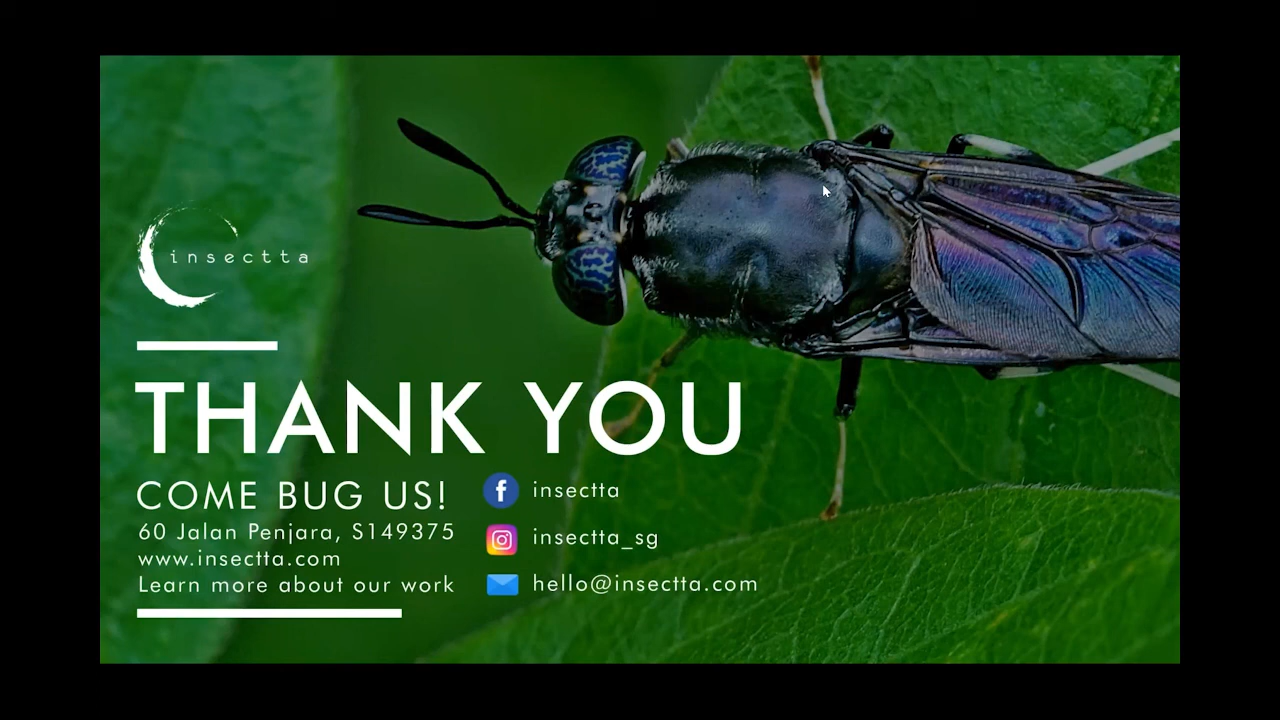 insectta
THANK YOU
COME BUG US!
60 Jalan Penjara, S149375
www.insectta.com
Learn more about our work
insectta
insectta_sg
hello@insectta.com